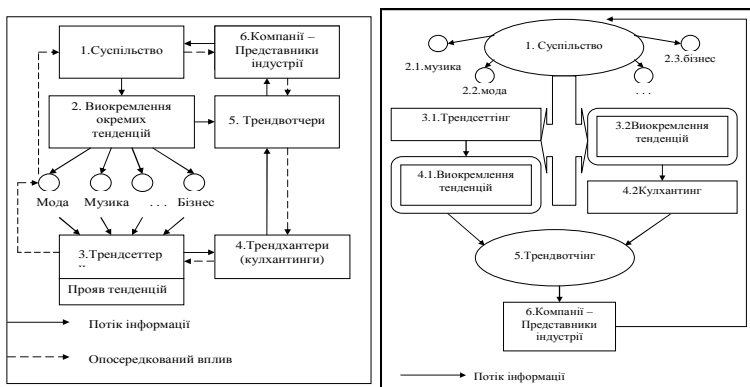 1.Суспільство
6.Компанії –
Представники
індустрії
2. Виокремлення
окремих
тенденцій
5. Трендвотчери
Мода
Музика
. . .
Бізнес
3.Трендсеттер
й
4.Трендхантери
(кулхантинги)
Прояв тенденцій
Потік інформації
Опосередкований вплив
1. Суспільство
2.1.музика
2.2.мода
2.3.бізнес
. . .
3.1.Трендсеттінг
3.2Виокремлення
тенденцій
4.1.Виокремлення
тенденцій
4.2Кулхантинг
5.Трендвотчінг
6.Компанії –
Представники
індустрії
Потік інформації